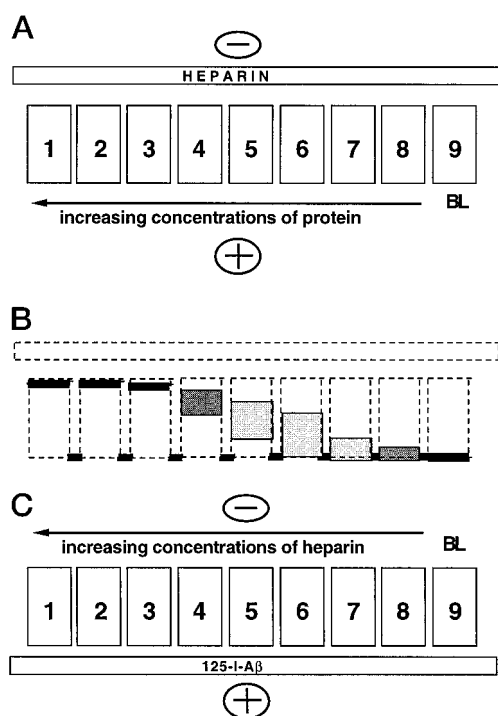 A
−
HEPARIN
1 2 3 4 5 6 7 8 9
increasing concentrations of protein
BL
+
B
C
−
increasing concentrations of heparin
BL
1 2 3 4 5 6 7 8 9
125-I-Aβ
+